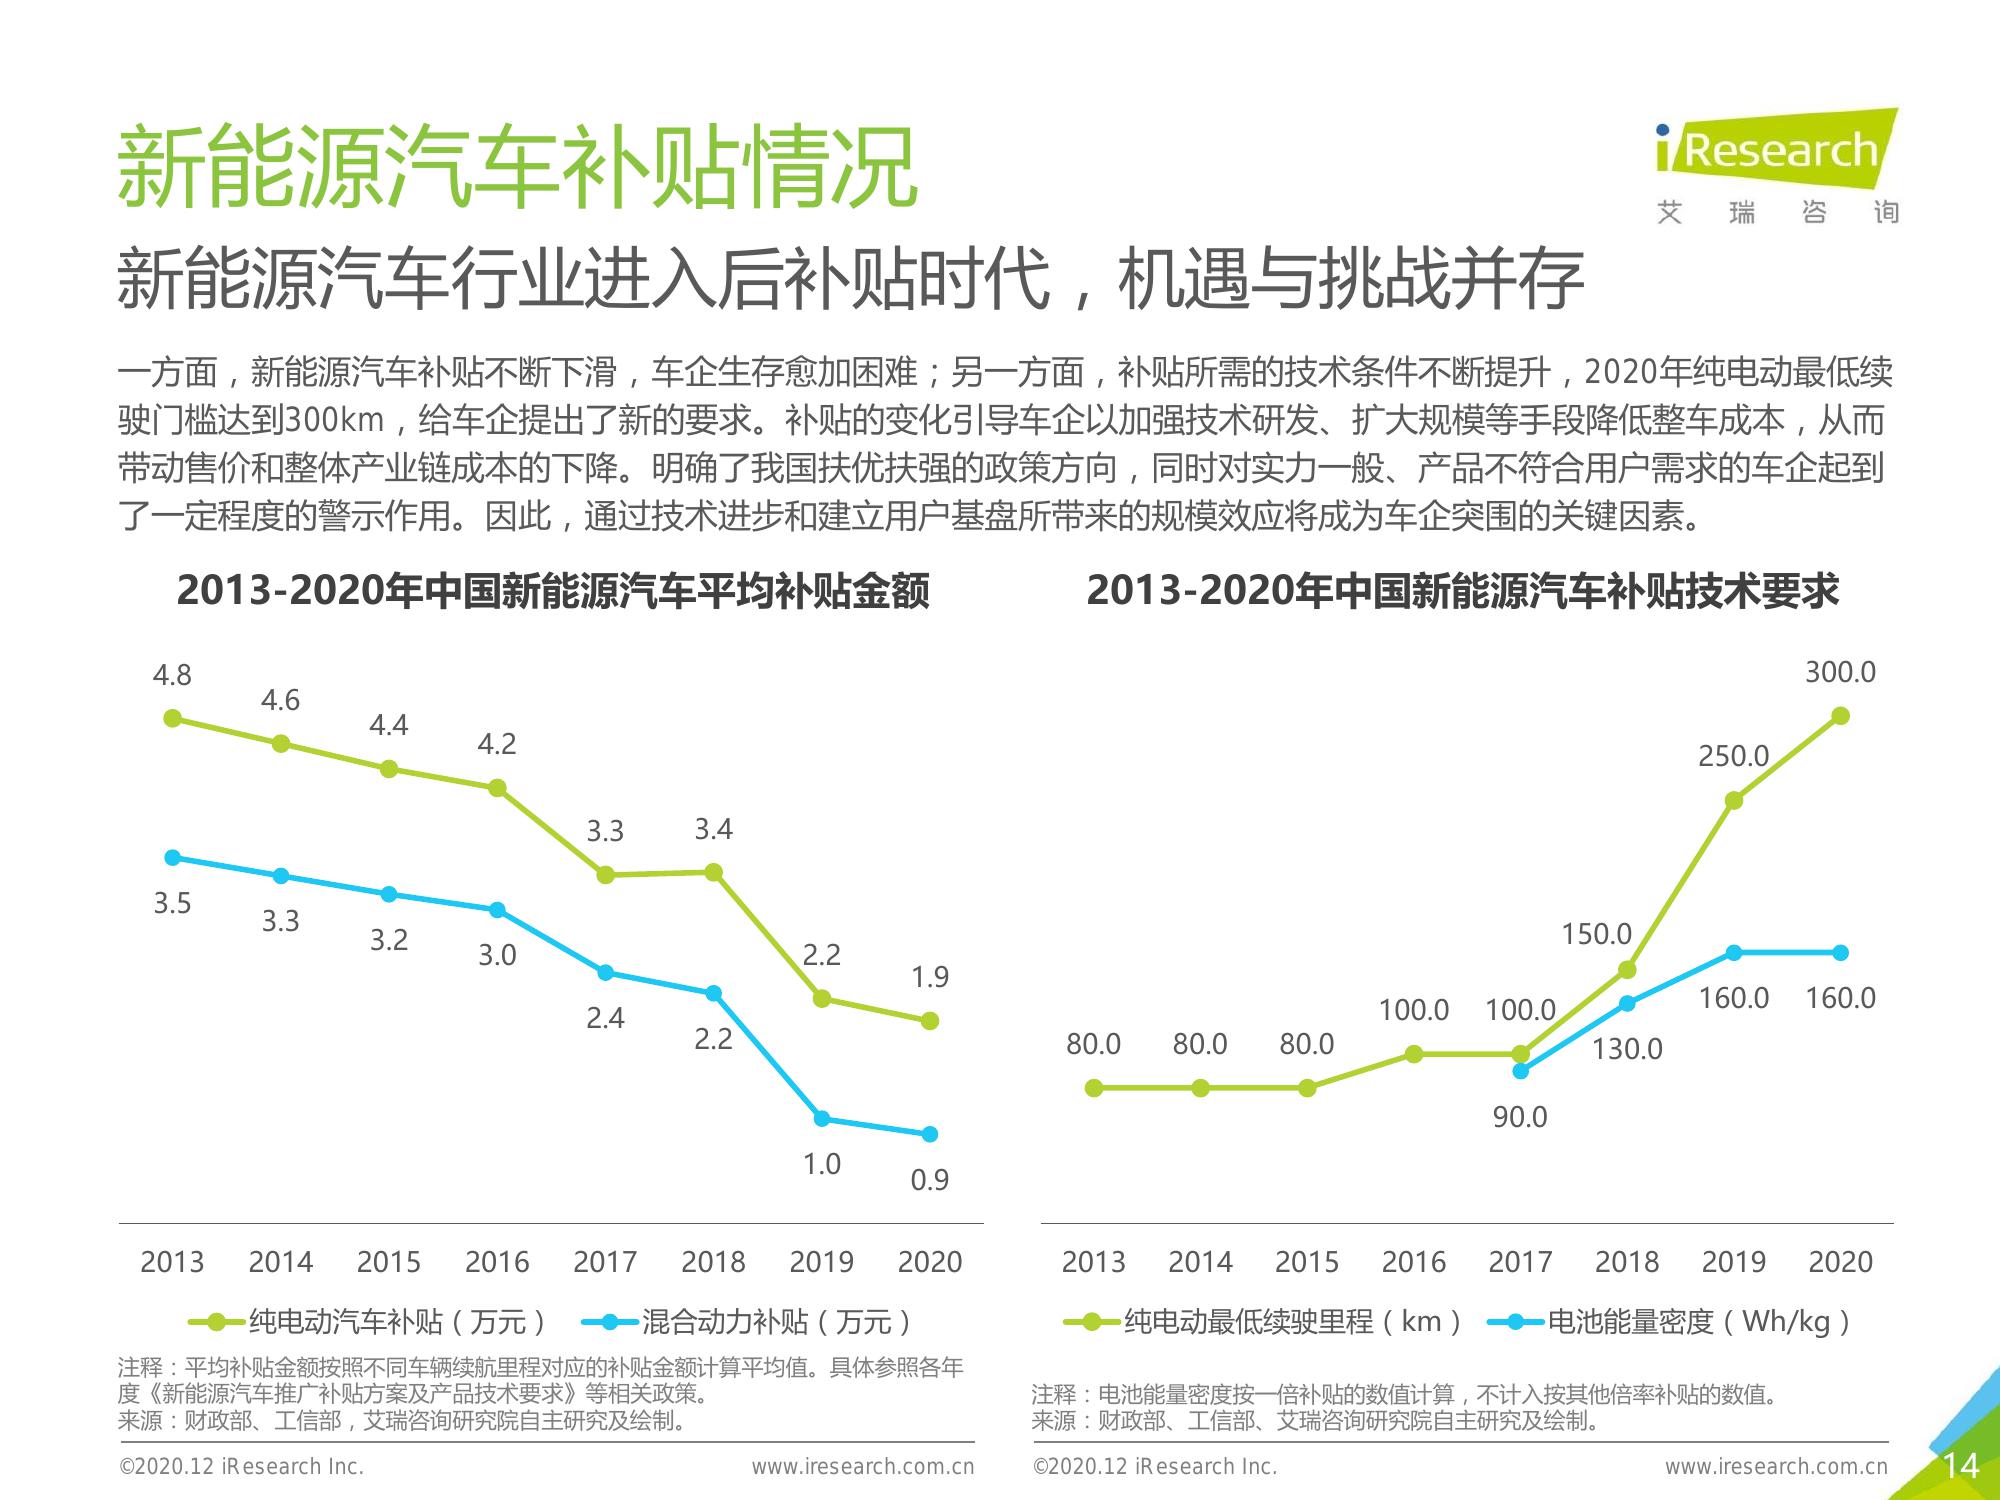 新能源汽车补贴情况
iResearch
艾瑞咨询
新能源汽车行业进入后补贴时代，机遇与挑战并存
一方面，新能源汽车补贴不断下滑，车企生存愈加困难；另一方面，补贴所需的技术条件不断提升，2020年纯电动最低续
驶门槛达到300km，给车企提出了新的要求。补贴的变化引导车企以加强技术研发、扩大规模等手段降低整车成本，从而
带动售价和整体产业链成本的下降。明确了我国扶优扶强的政策方向，同时对实力一般、产品不符合用户需求的车企起到
了一定程度的警示作用。因此，通过技术进步和建立用户基盘所带来的规模效应将成为车企突围的关键因素。
2013-2020年中国新能源汽车平均补贴金额
4.8
4.6
4.4
4.2
3.3
3.4
2.2
1.9
3.5
3.3
3.2
3.0
2.4
2.2
1.0
0.9
2013 2014 2015 2016 2017 2018 2019 2020
纯电动汽车补贴（万元） 混合动力补贴（万元）
注释：平均补贴金额按照不同车辆续航里程对应的补贴金额计算平均值。具体参照各年
度《新能源汽车推广补贴方案及产品技术要求》等相关政策。
来源：财政部、工信部，艾瑞咨询研究院自主研究及绘制。
©2020.12 iResearch Inc. www.iresearch.com.cn
2013-2020年中国新能源汽车补贴技术要求
80.0
80.0
80.0
100.0
100.0
150.0
250.0
300.0
90.0
130.0
160.0
160.0
2013 2014 2015 2016 2017 2018 2019 2020
纯电动最低续驶里程（km） 电池能量密度（Wh/kg）
注释：电池能量密度按一倍补贴的数值计算，不计入按其他倍率补贴的数值。
来源：财政部、工信部、艾瑞咨询研究院自主研究及绘制。
©2020.12 iResearch Inc. www.iresearch.com.cn
14